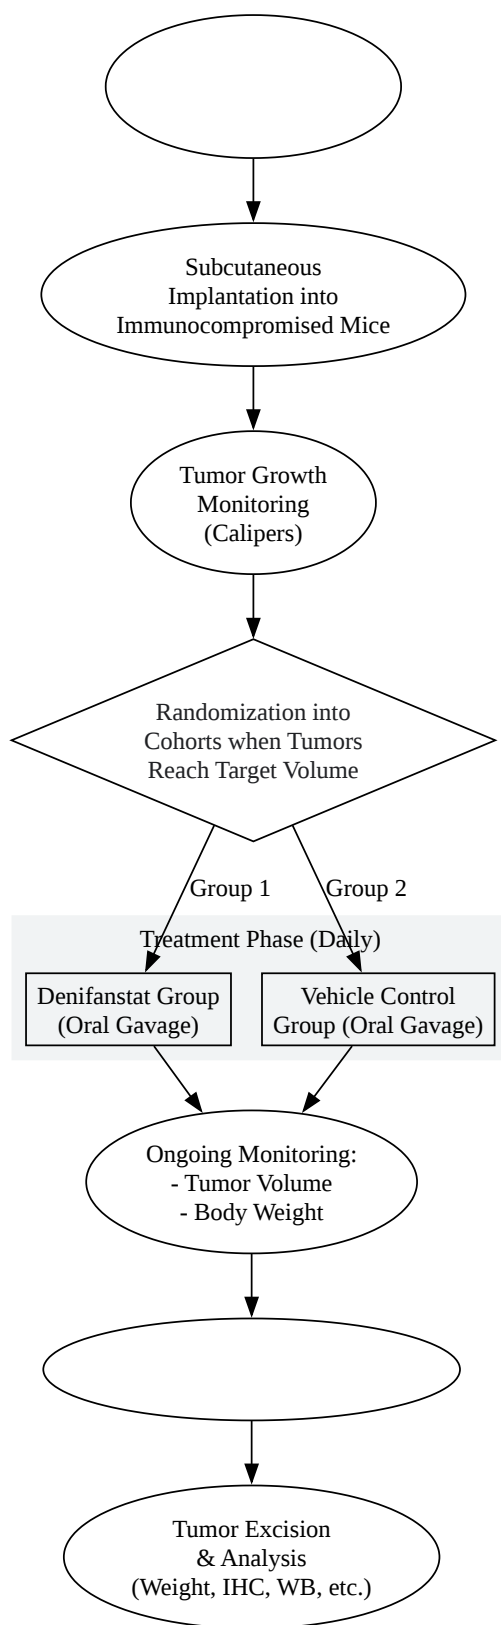 Subcutaneous
Implantation into
Immunocompromised Mice
Tumor Growth
Monitoring
(Calipers)
Randomization into
Cohorts when Tumors
Reach Target Volume
Group 1
Group 2
Treatment Phase (Daily)
Denifanstat Group
(Oral Gavage)
Vehicle Control
Group (Oral Gavage)
Ongoing Monitoring:
- Tumor Volume
- Body Weight
Tumor Excision
& Analysis
(Weight, IHC, WB, etc.)